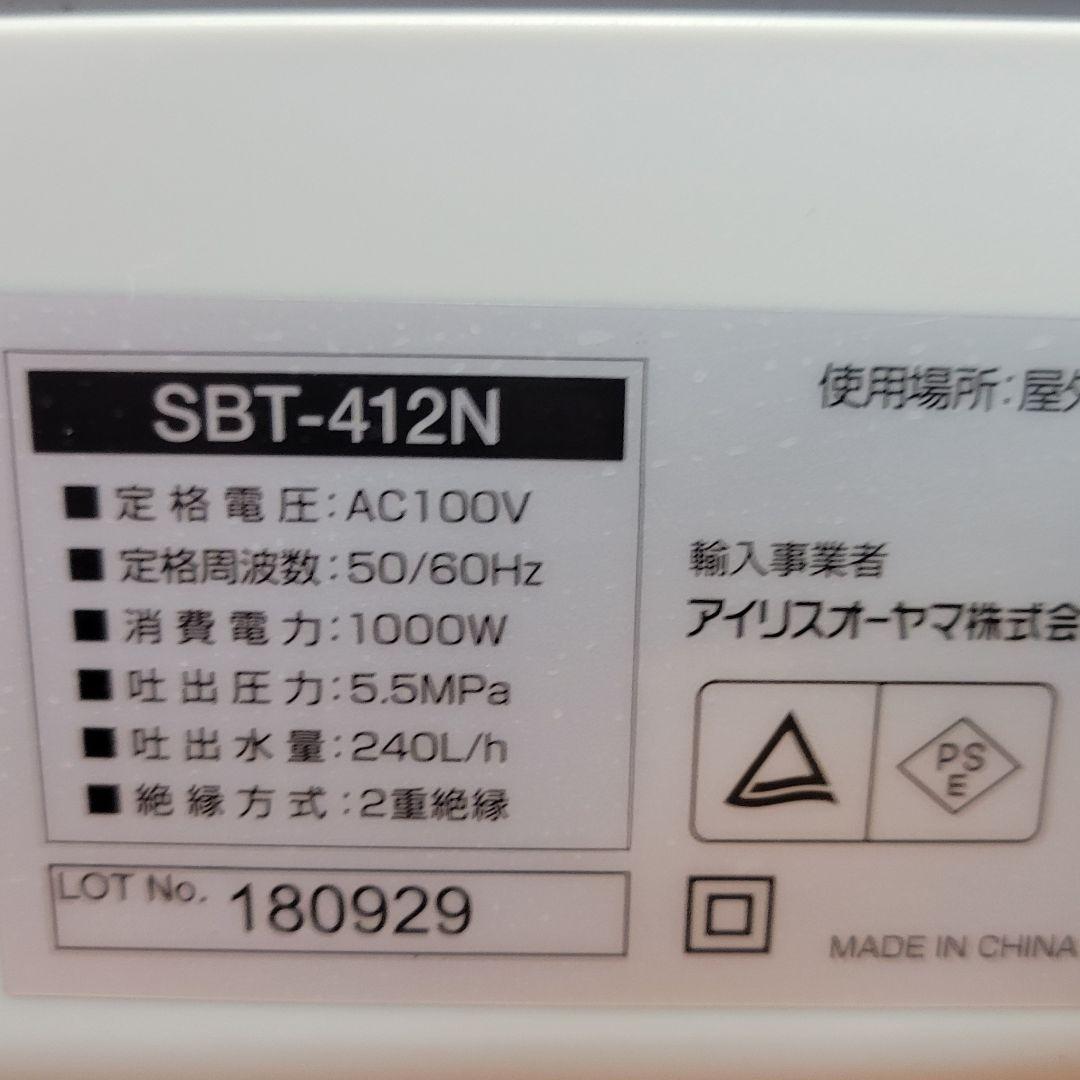 SBT-412N
■定格電圧:AC100V
■定格周波数:50/60Hz
■消費電力:1000W
■吐出圧力:5.5MPa
■吐出水量:240L/h
■絶縁方式:2重絶縁
LOT No. 180929
使用場所:屋外
輸入事業者
アイリスオーヤマ株式会
PS
E
MADE IN CHINA